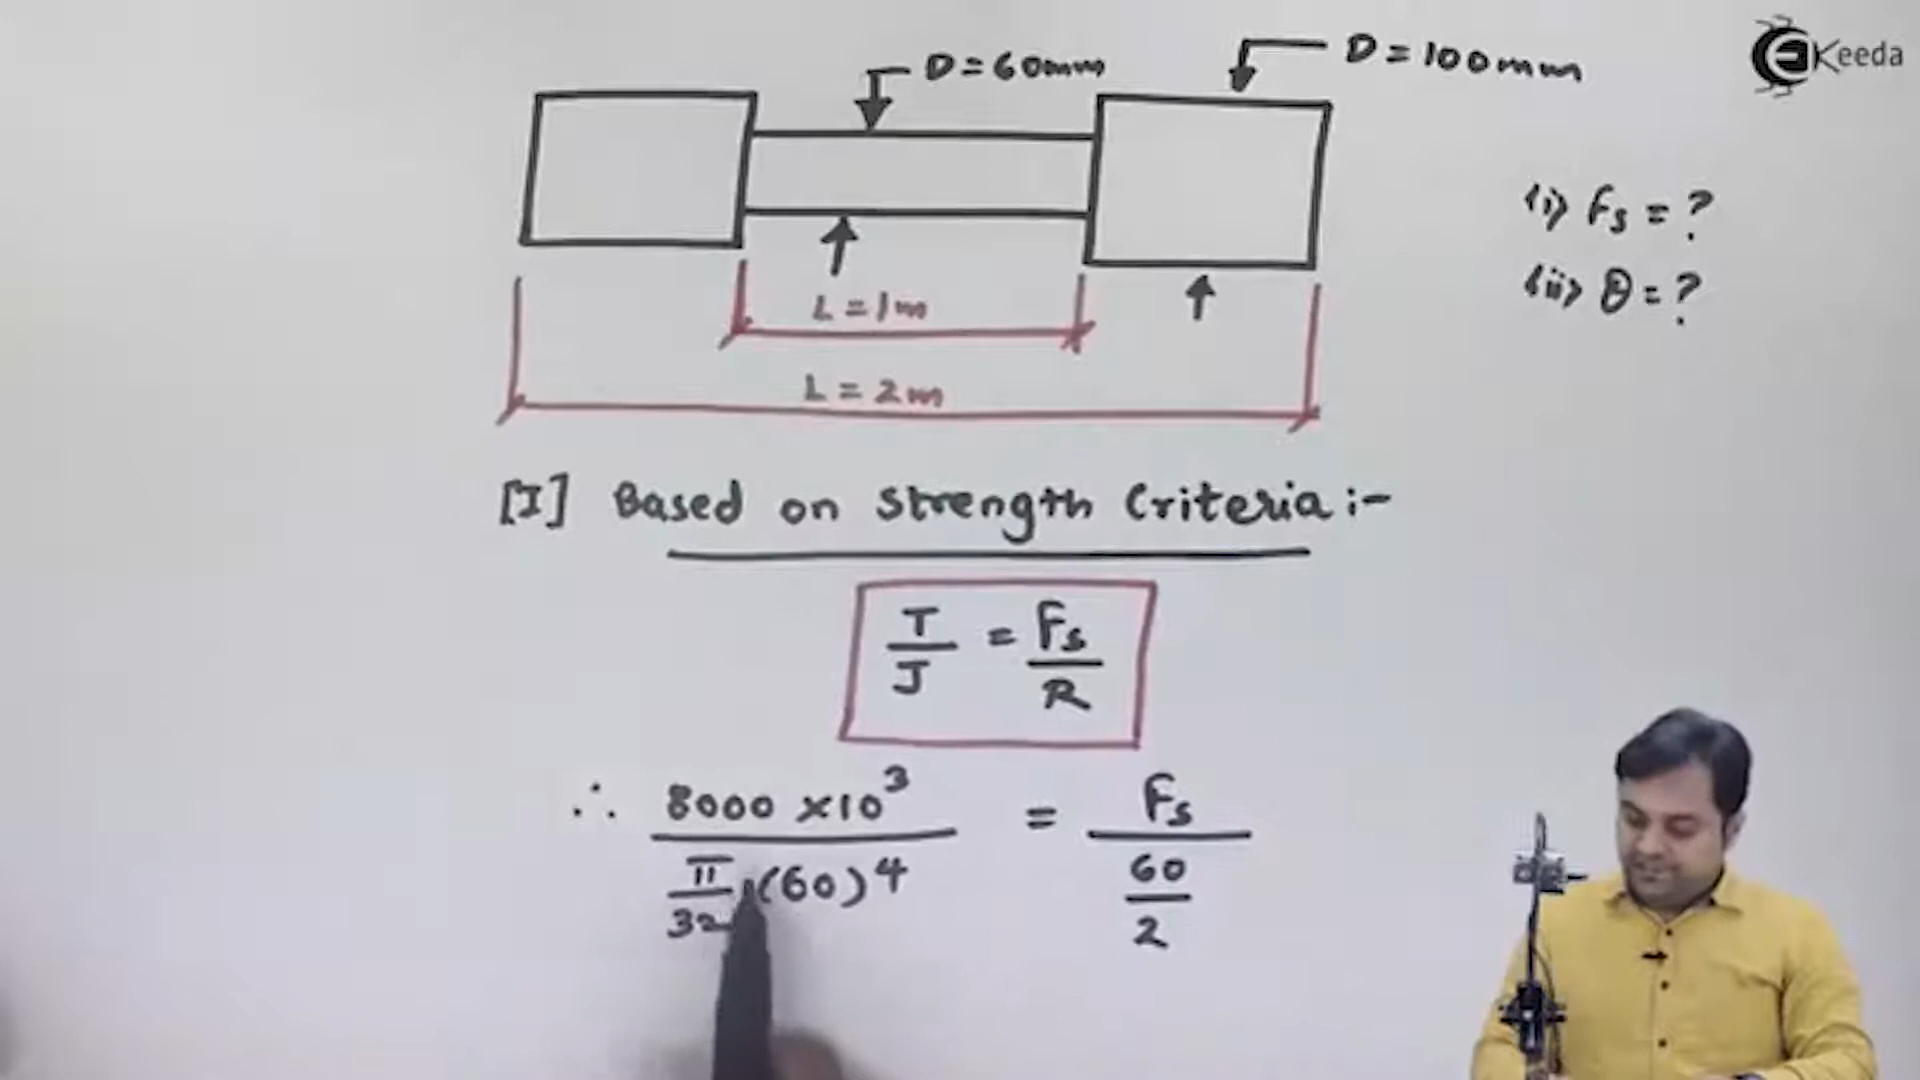 D = 60mm
D = 100mm
EKeeda
(i) Fs = ?
(ii) θ = ?
L = 1m
L = 2m
[I] Based on Strength Criteria :-
T/J = Fs/R
∴ 8000 ×10³ / π/32 (60)⁴ = Fs / 60/2